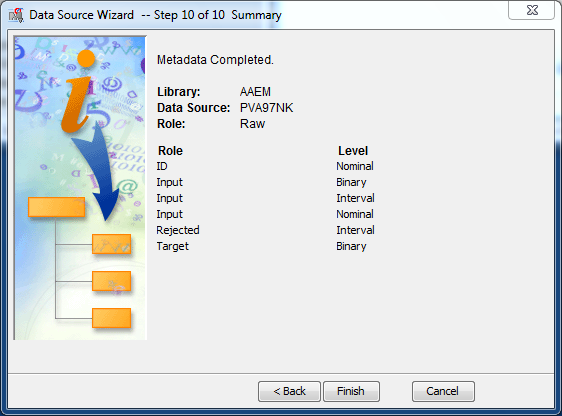 Data Source Wizard -- Step 10 of 10 Summary
Metadata Completed.
Library: AAEM
Data Source: PVA97NK
Role: Raw
Role Level
ID Nominal
Input Binary
Input Interval
Input Nominal
Rejected Interval
Target Binary
< Back Finish Cancel